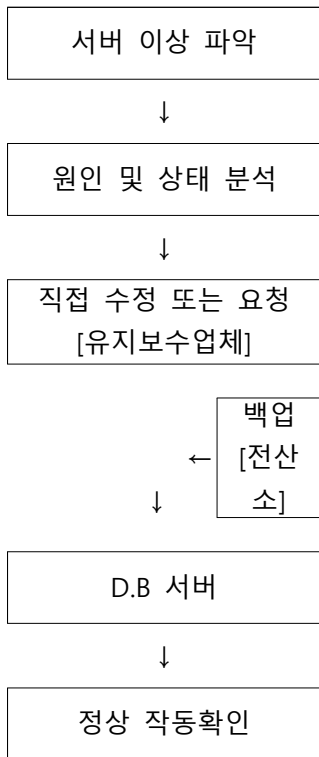 서버 이상 파악
↓
원인 및 상태 분석
↓
직접 수정 또는 요청
[유지보수업체]
백업
← [전산
↓ 소]
D.B 서버
↓
정상 작동확인